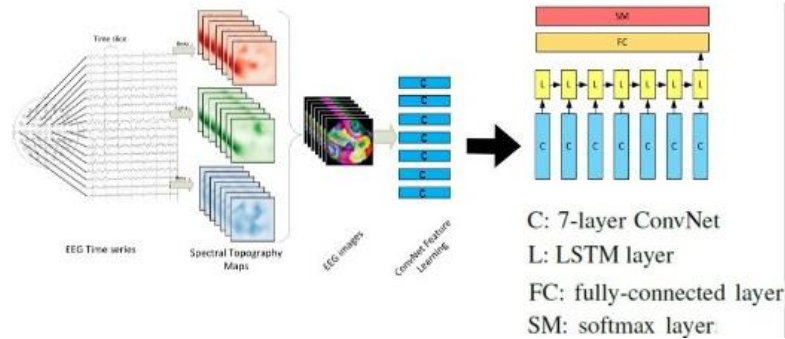 Time slice
EEG Time series
Spectral Topography
Maps
EEG images
C
C
C
C
C
C
C
ConvNet Feature
Learning
SM
FC
L
L
L
L
L
L
L
C
C
C
C
C
C
C
C: 7-layer ConvNet
L: LSTM layer
FC: fully-connected layer
SM: softmax layer